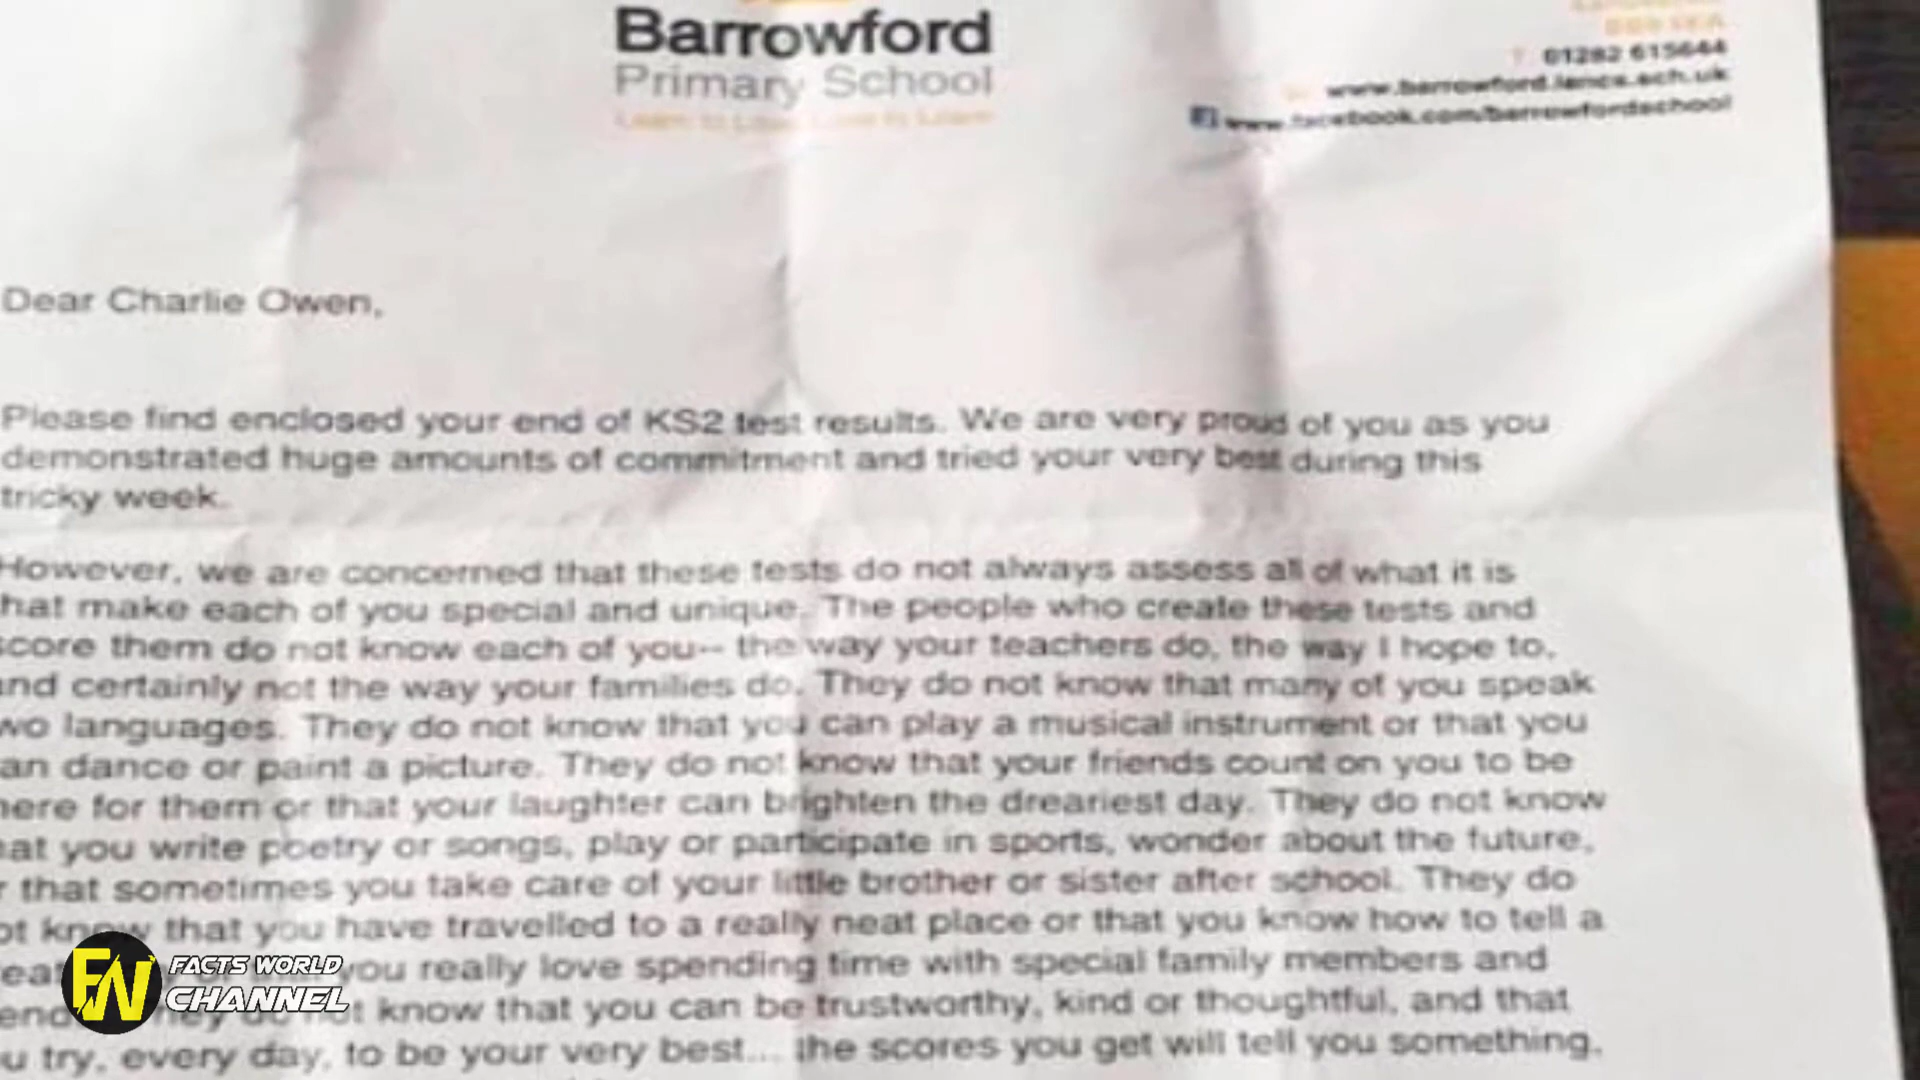 Barrowford
Primary School
Learn to Love, Love to Learn
01282 615644
www.barrowford.lancs.sch.uk
www.facebook.com/barrowfordschool
Dear Charlie Owen,
Please find enclosed your end of KS2 test results. We are very proud of you as you
demonstrated huge amounts of commitment and tried your very best during this
tricky week.
However, we are concerned that these tests do not always assess all of what it is
hat make each of you special and unique. The people who create these tests and
score them do not know each of you-- the way your teachers do, the way I hope to,
nd certainly not the way your families do. They do not know that many of you speak
wo languages. They do not know that you can play a musical instrument or that you
an dance or paint a picture. They do not know that your friends count on you to be
here for them or that your laughter can brighten the dreariest day. They do not know
hat you write poetry or songs, play or participate in sports, wonder about the future,
r that sometimes you take care of your little brother or sister after school. They do
ot know that you have travelled to a really neat place or that you know how to tell a
you really love spending time with special family members and
know that you can be trustworthy, kind or thoughtful, and that
u try, every day, to be your very best... the scores you get will tell you something,
FW FACTS WORLD
CHANNEL